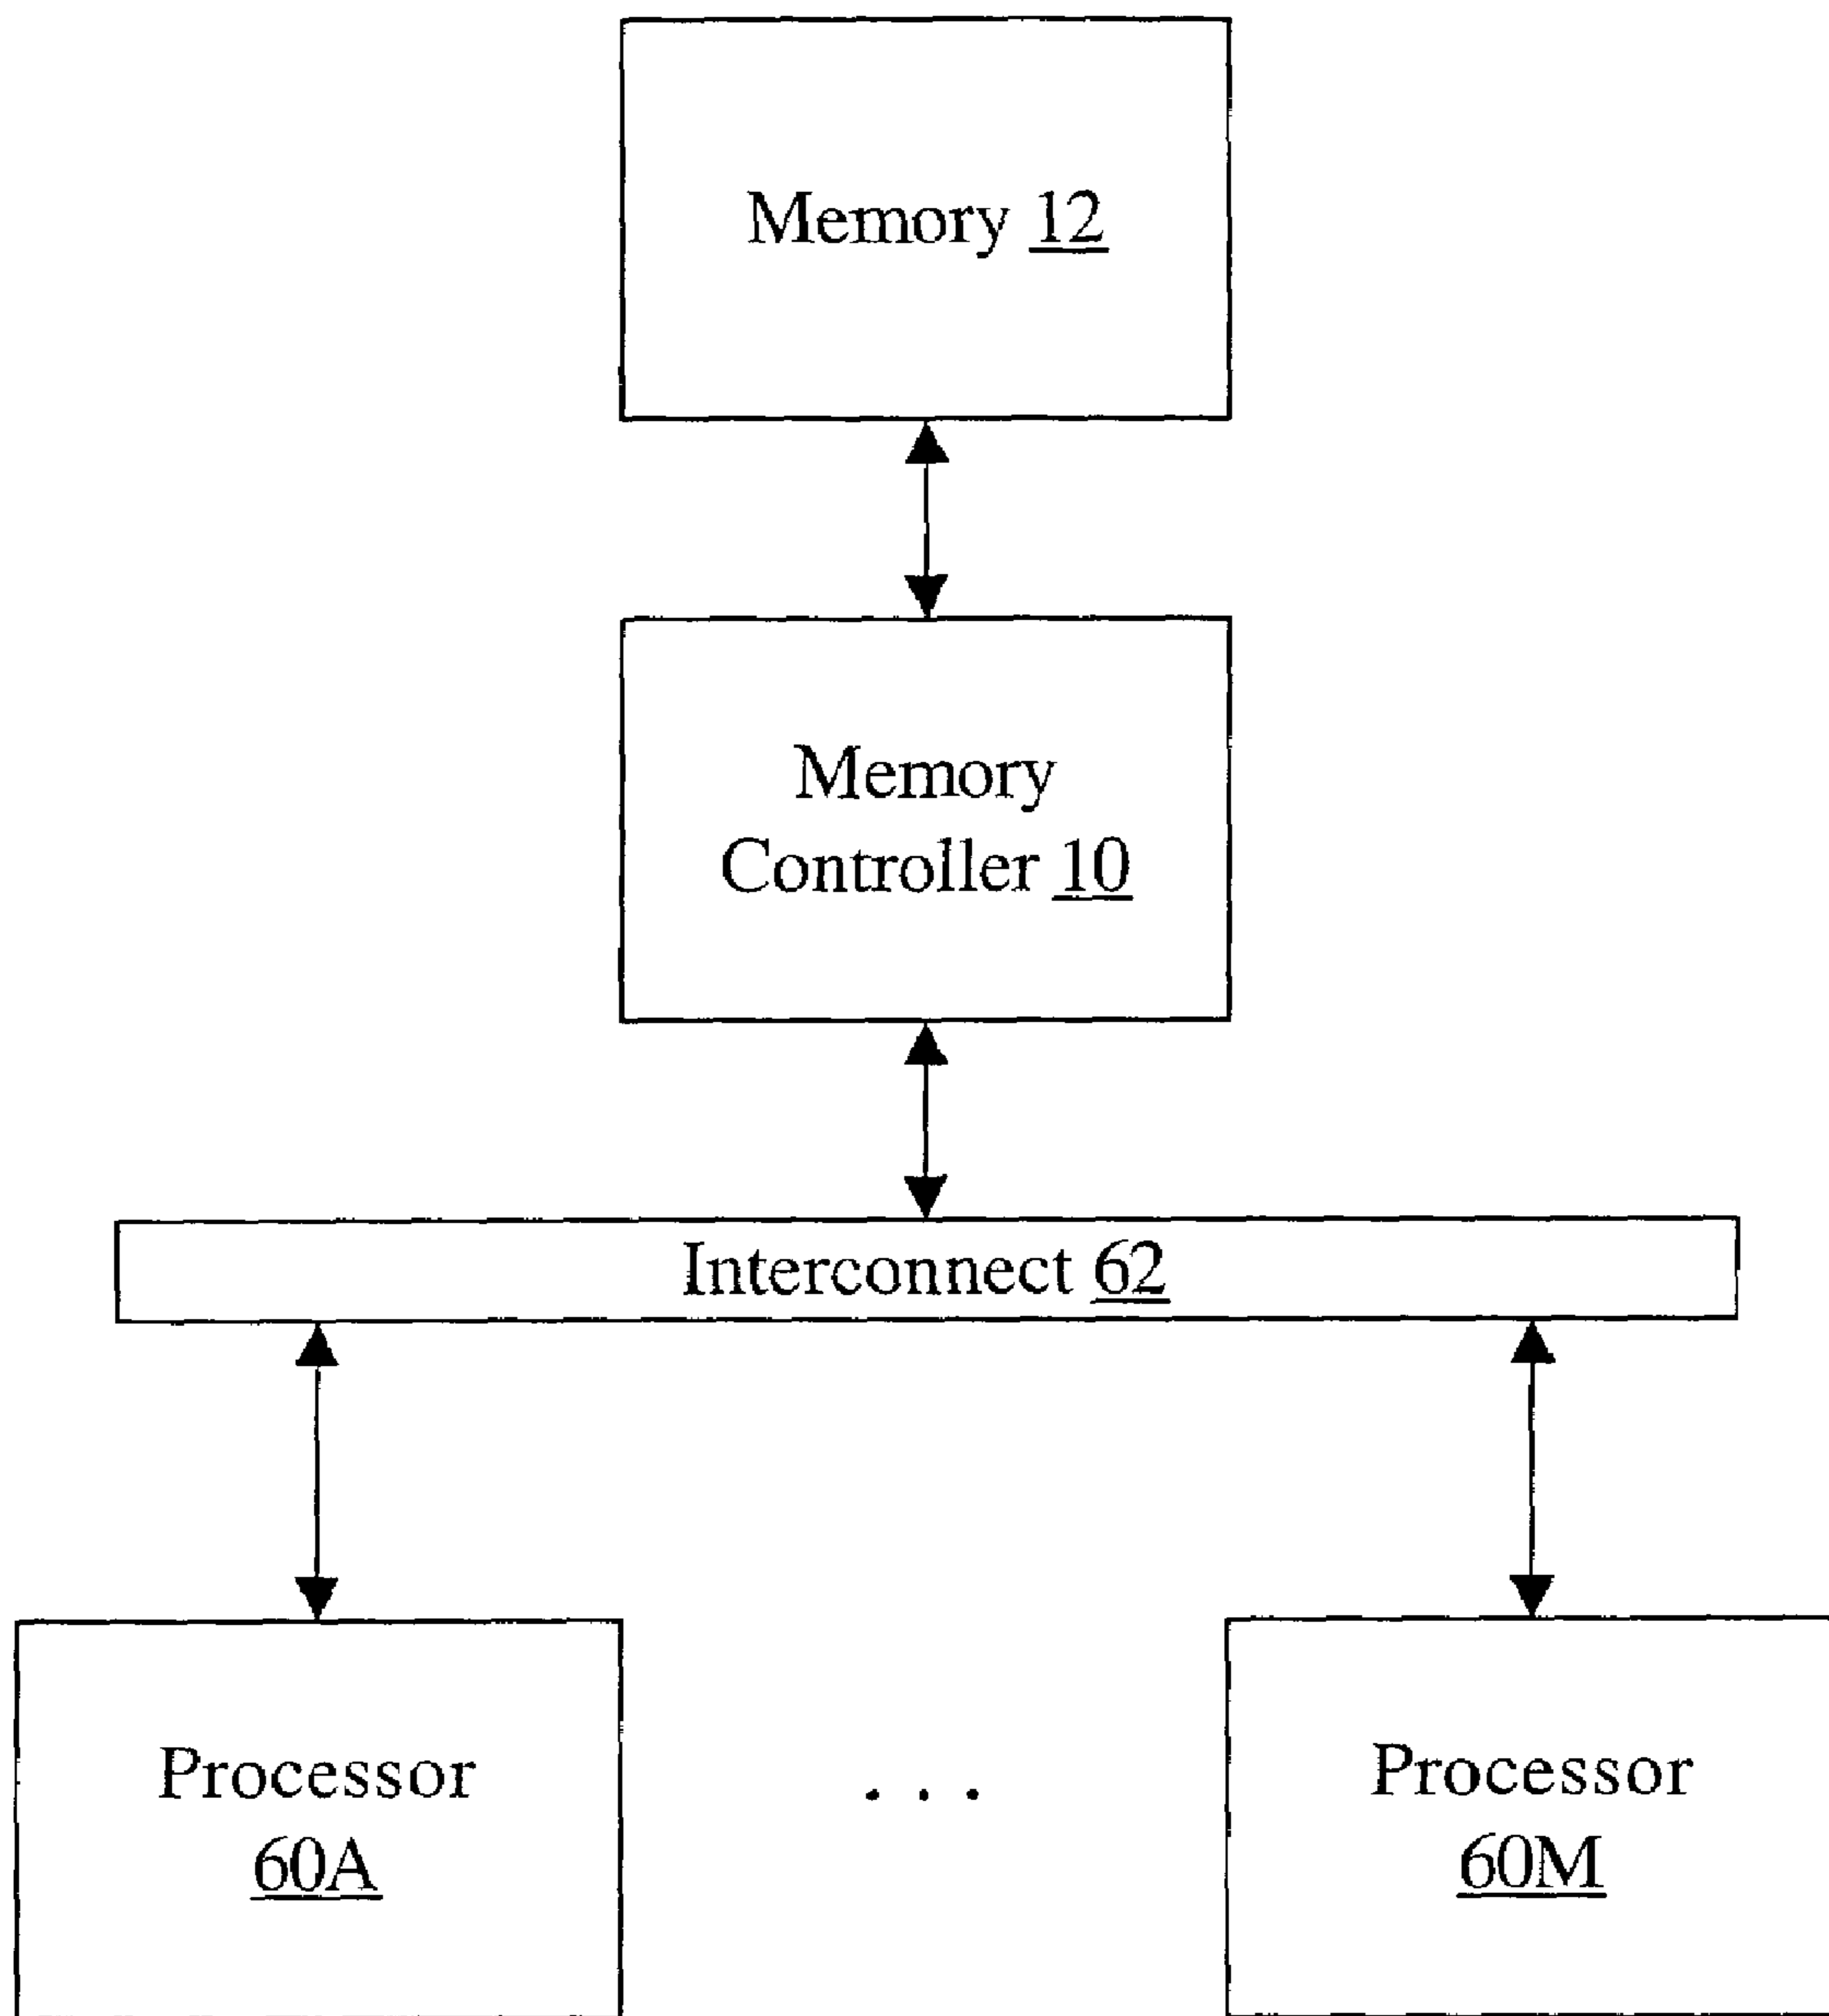 Memory 12
Memory
Controller 10
Interconnect 62
Processor
60A
. . .
Processor
60M